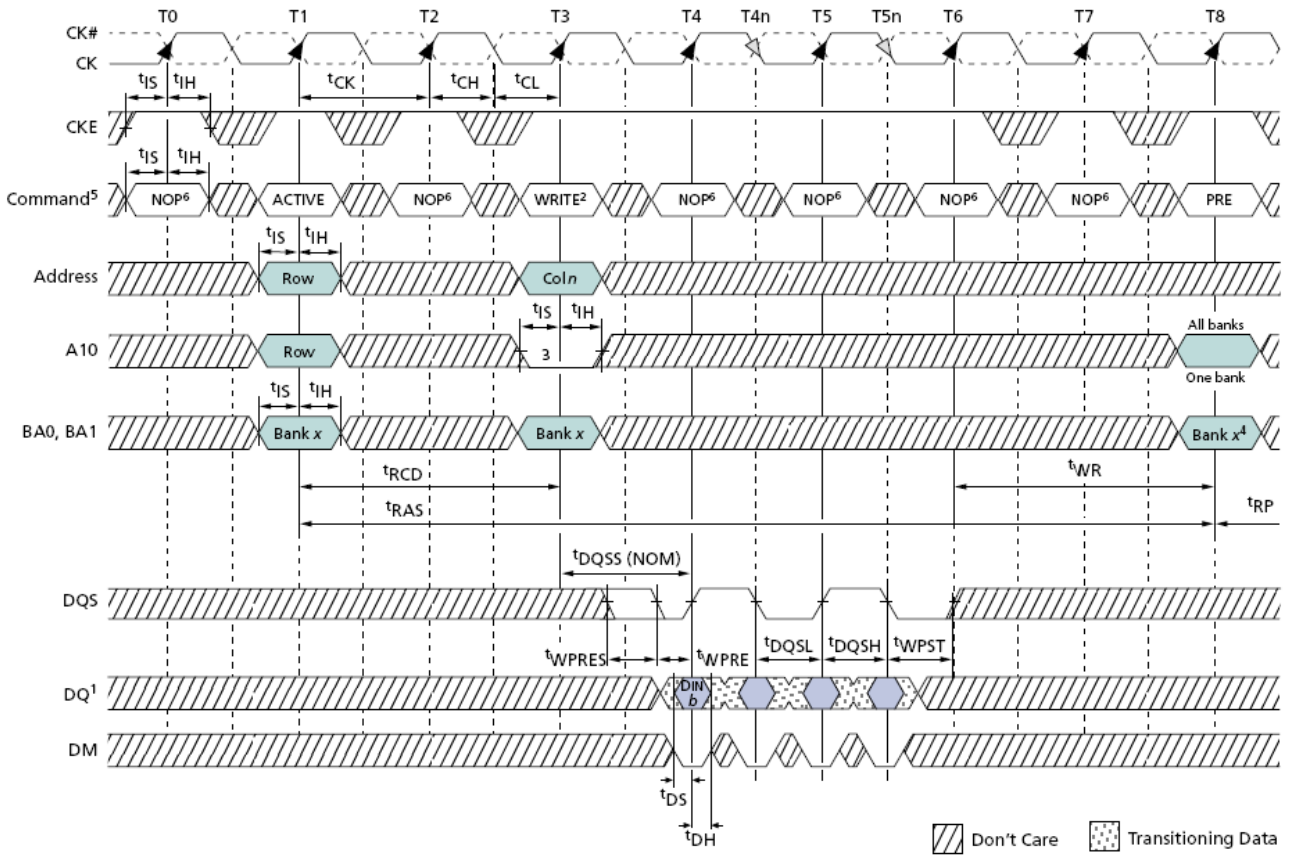 T0 T1 T2 T3 T4 T4n T5 T5n T6 T7 T8
CK#
CK
tIS tIH tCK tCH tCL
CKE
tIS tIH
Command5 NOP6 ACTIVE NOP6 WRITE2 NOP6 NOP6 NOP6 NOP6 PRE
tIS tIH
Address Row Col n
tIS tIH
All banks
A10 Row 3
One bank
tIS tIH
BA0, BA1 Bank x Bank x Bank x4
tRCD tWR
tRAS tRP
tDQSS (NOM)
DQS
tWPRES tWPRE tDQSL tDQSH tWPST
DQ1 DIN
b
DM
tDS
tDH
Don't Care Transitioning Data